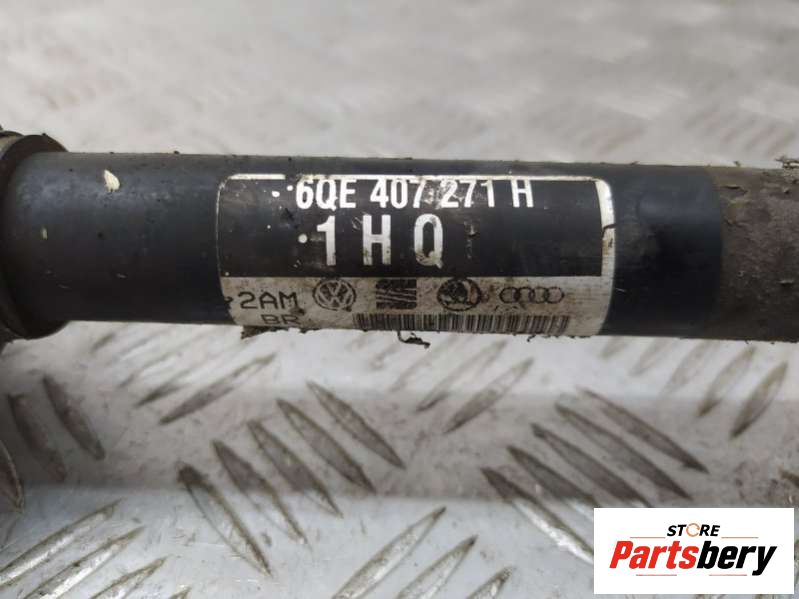 6QE 407 271 H
1HQ
2AM
BR
STORE
Partsbery